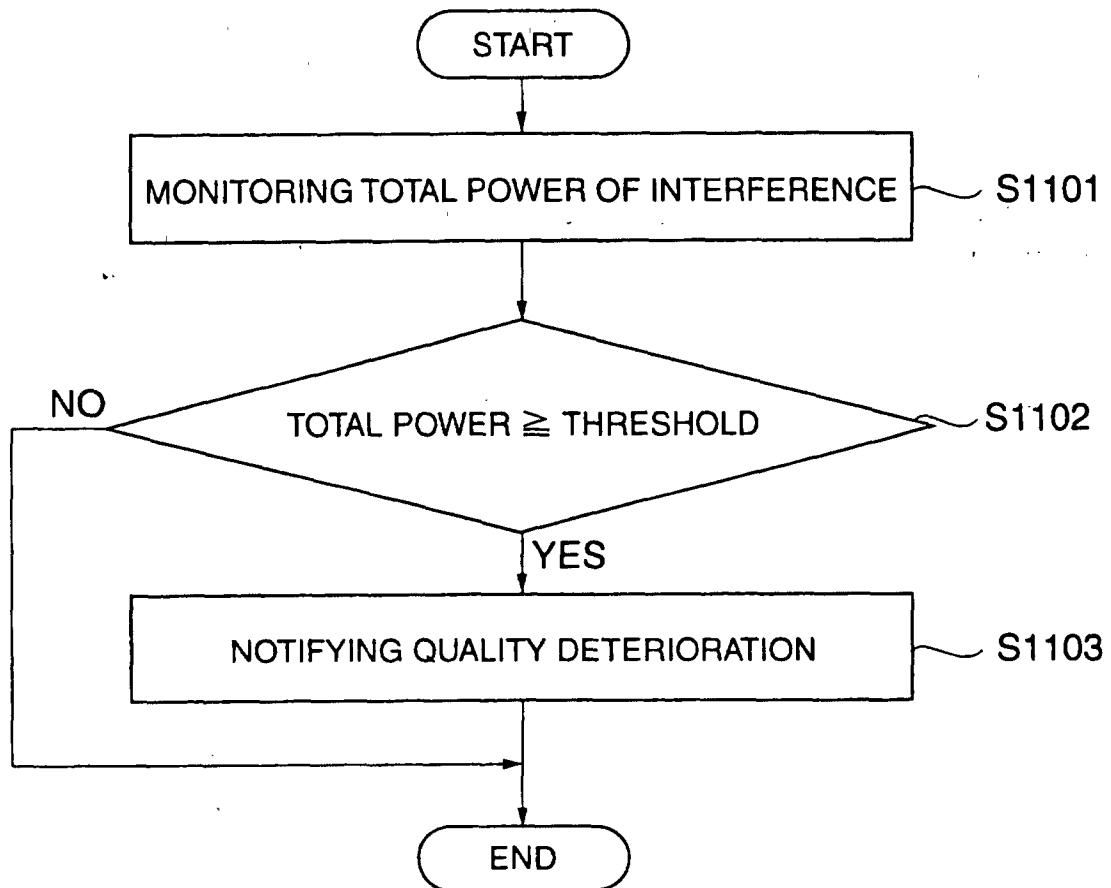 START
MONITORING TOTAL POWER OF INTERFERENCE
S1101
NO
TOTAL POWER ≧ THRESHOLD
S1102
YES
NOTIFYING QUALITY DETERIORATION
S1103
END